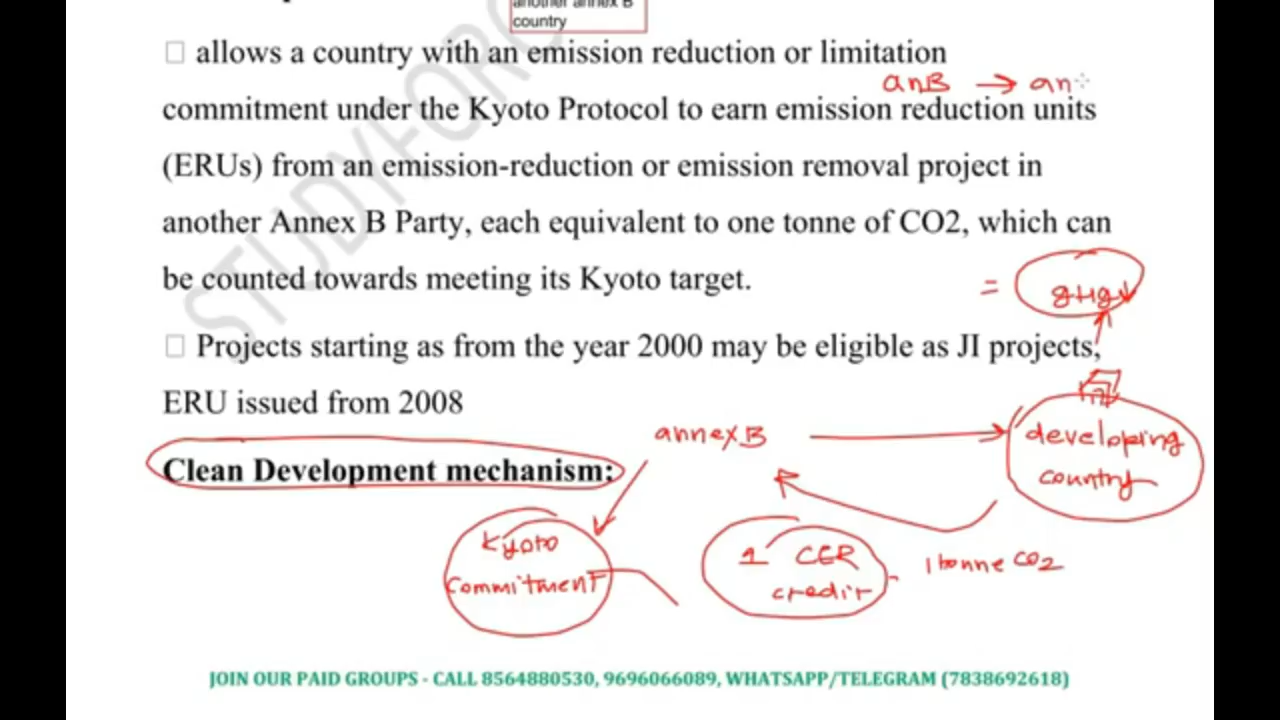 another annex B
country
□ allows a country with an emission reduction or limitation
anB → an
commitment under the Kyoto Protocol to earn emission reduction units
(ERUs) from an emission-reduction or emission removal project in
another Annex B Party, each equivalent to one tonne of CO2, which can
be counted towards meeting its Kyoto target.
= gHg↓
□ Projects starting as from the year 2000 may be eligible as JI projects,
ERU issued from 2008
annexB → developing
country
Clean Development mechanism:
Kyoto
commitment
1 CER
credit
1 tonne CO2
STUDYFORC
JOIN OUR PAID GROUPS - CALL 8564880530, 9696066089, WHATSAPP/TELEGRAM (7838692618)